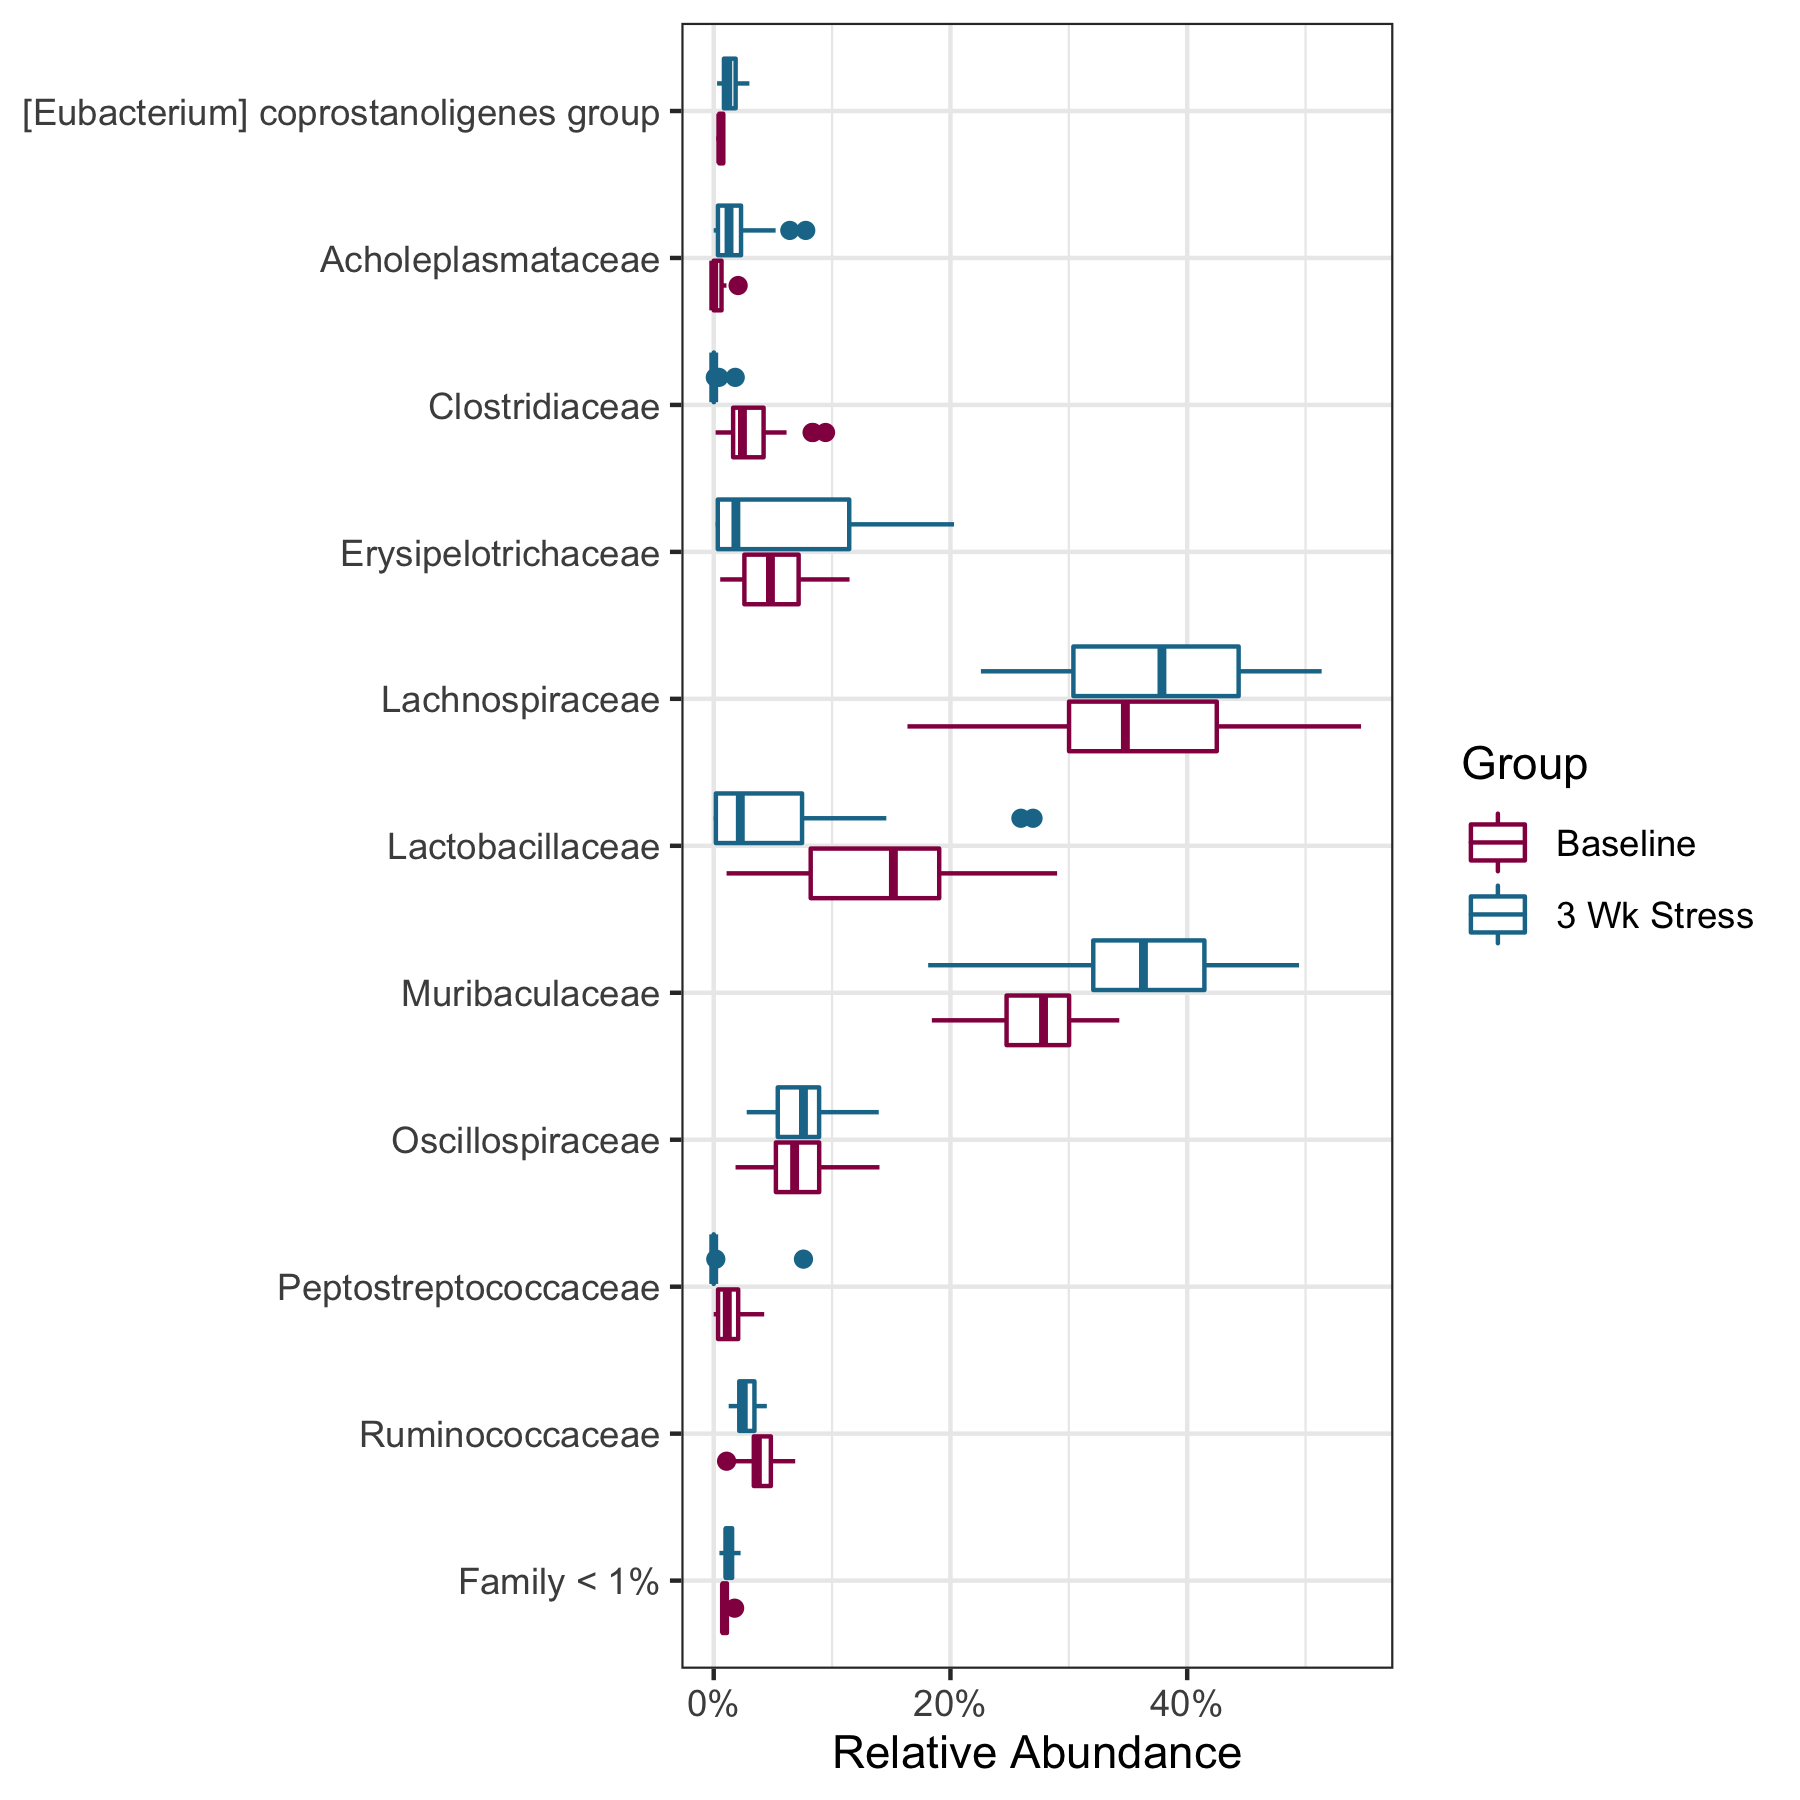 [Eubacterium] coprostanoligenes group
Acholeplasmataceae
Clostridiaceae
Erysipelotrichaceae
Lachnospiraceae
Lactobacillaceae
Muribaculaceae
Oscillospiraceae
Peptostreptococcaceae
Ruminococcaceae
Family < 1%
0% 20% 40%
Relative Abundance
Group
Baseline
3 Wk Stress